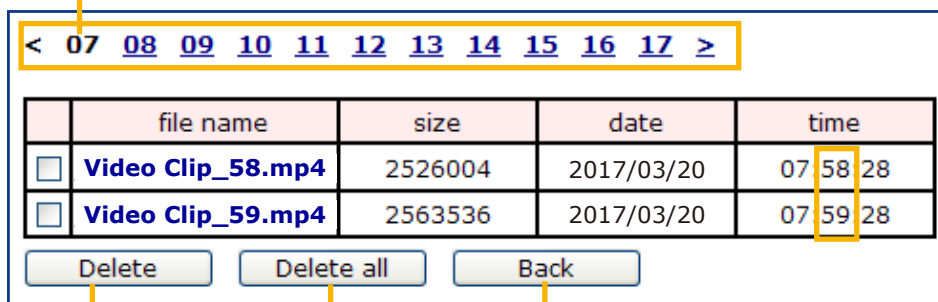 < 07 08 09 10 11 12 13 14 15 16 17 >
file name size date time
Video Clip_58.mp4 2526004 2017/03/20 07:58:28
Video Clip_59.mp4 2563536 2017/03/20 07:59:28
Delete Delete all Back